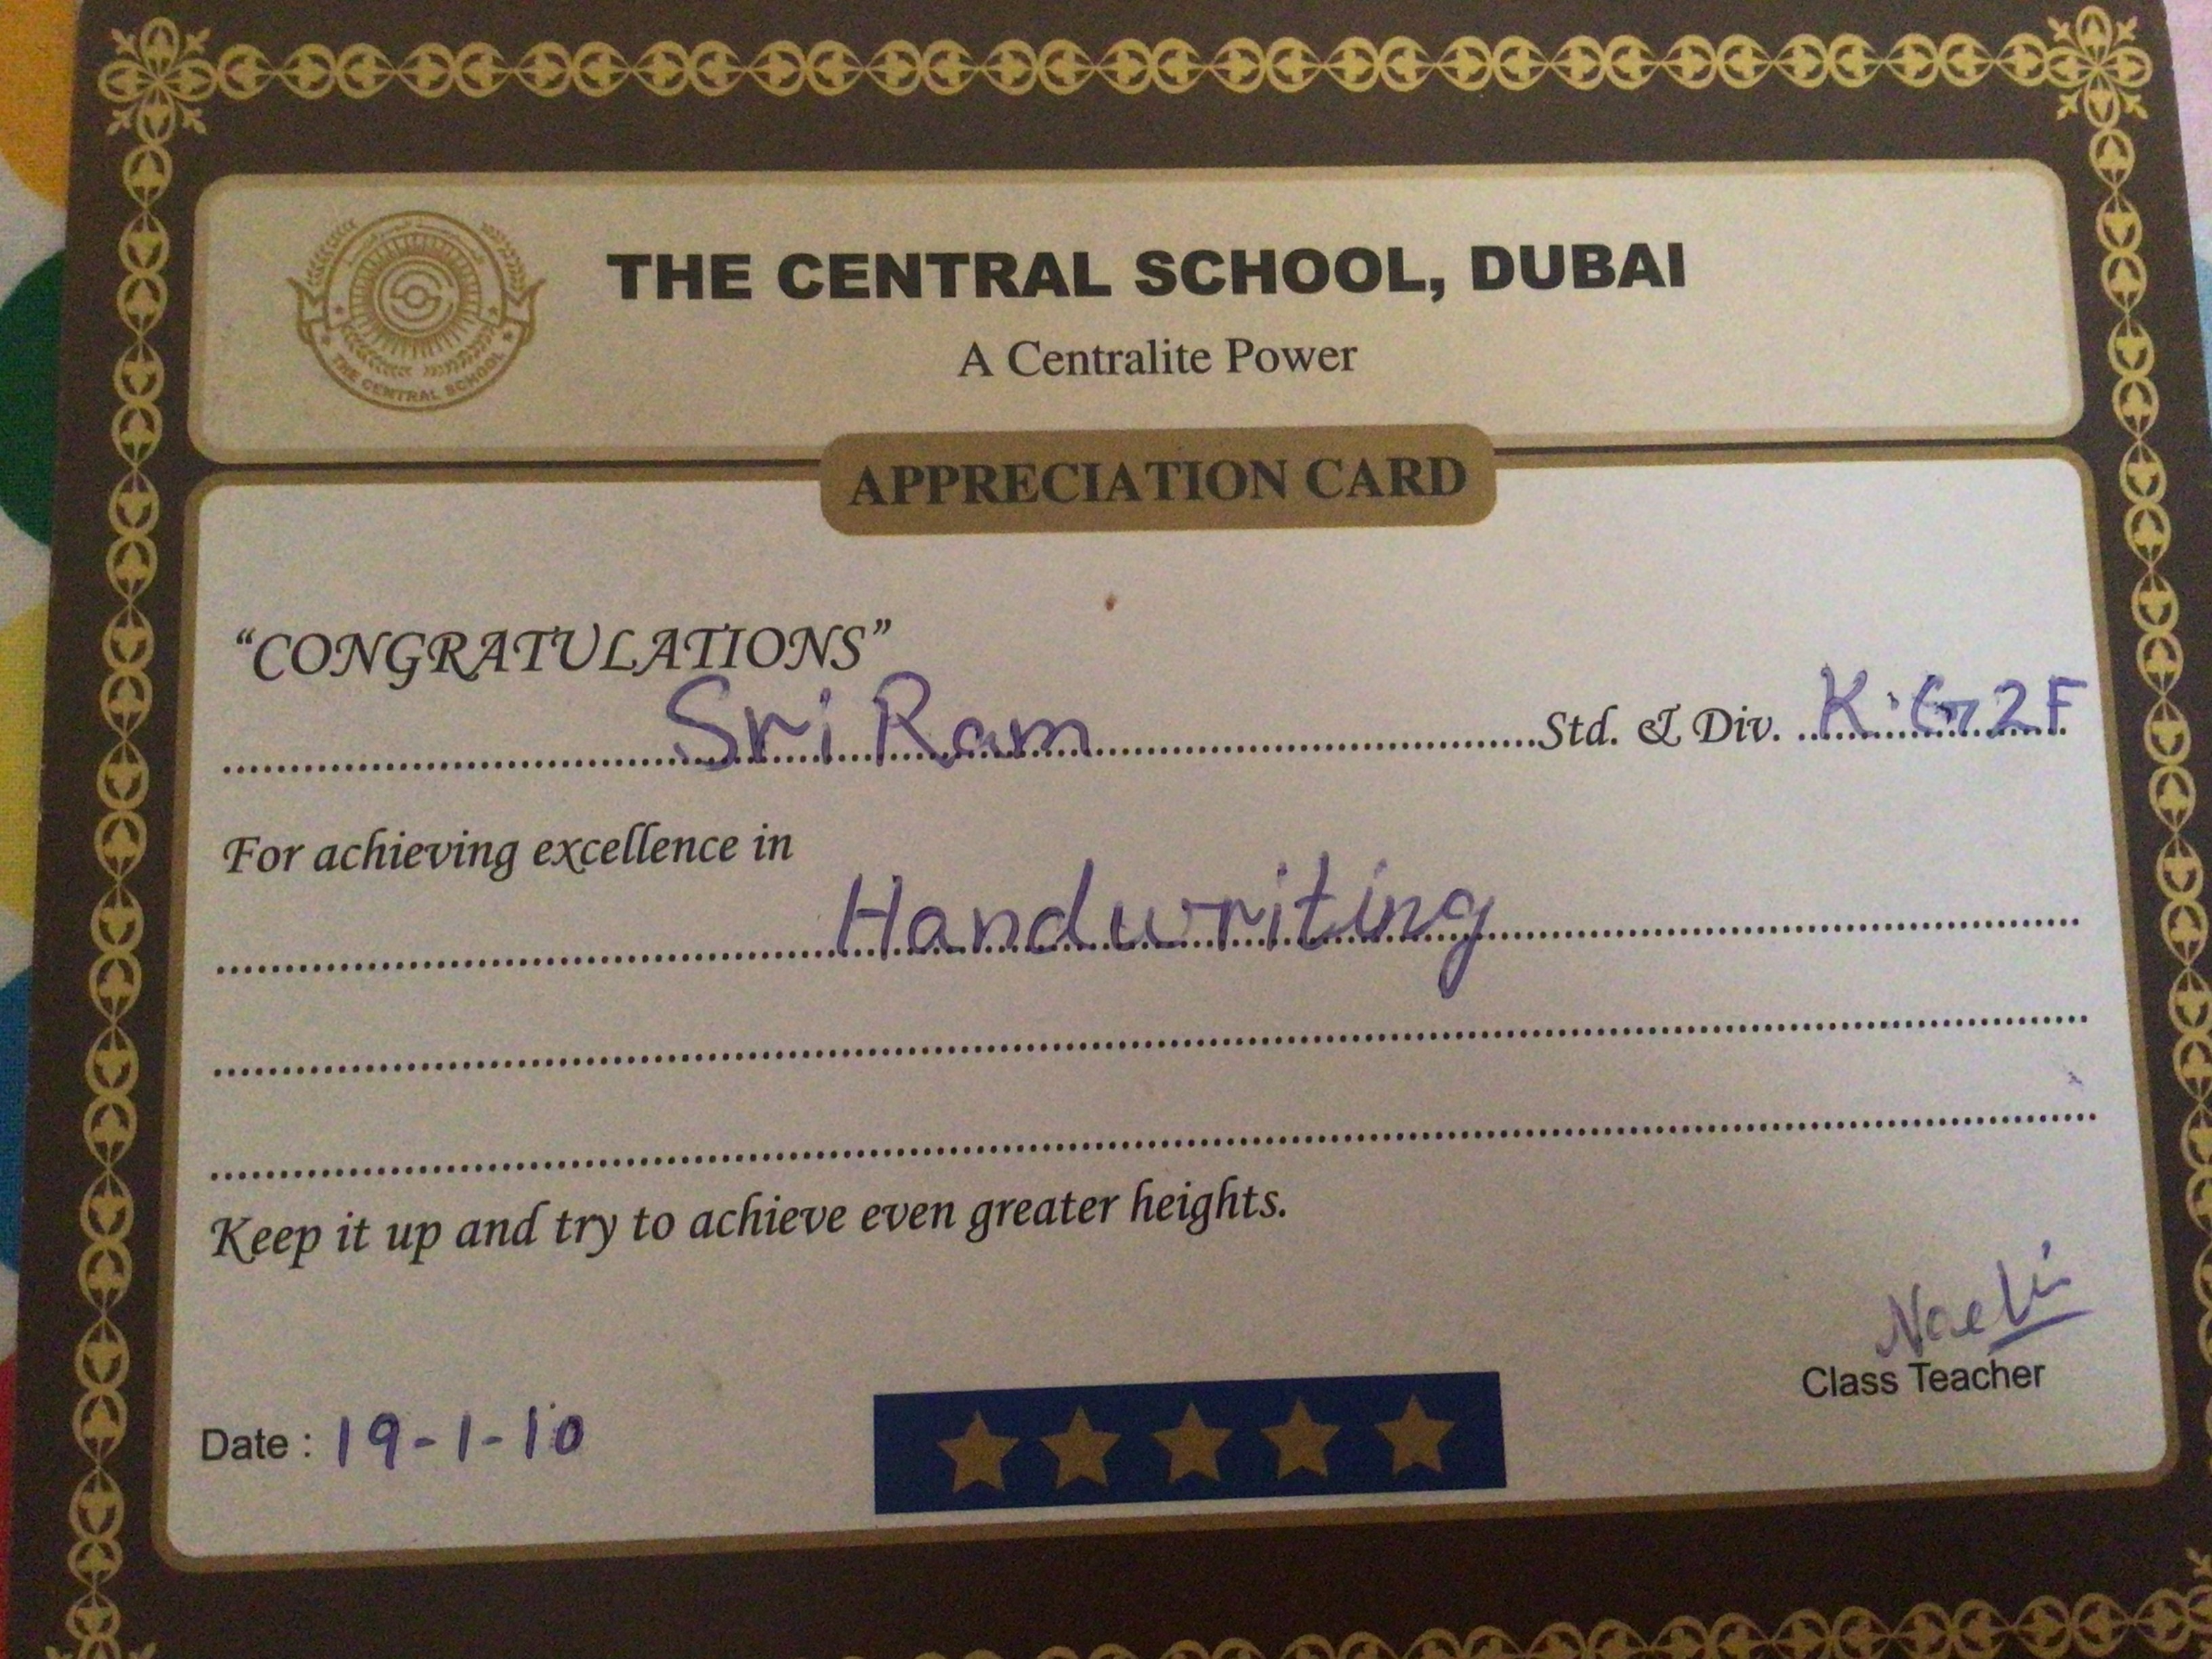 THE CENTRAL SCHOOL, DUBAI
A Centralite Power
THE CENTRAL SCHOOL
APPRECIATION CARD
“CONGRATULATIONS”
Sri Ram Std. & Div. K.G 2F
For achieving excellence in
Handwriting
Keep it up and try to achieve even greater heights.
Class Teacher
Date : 19-1-10